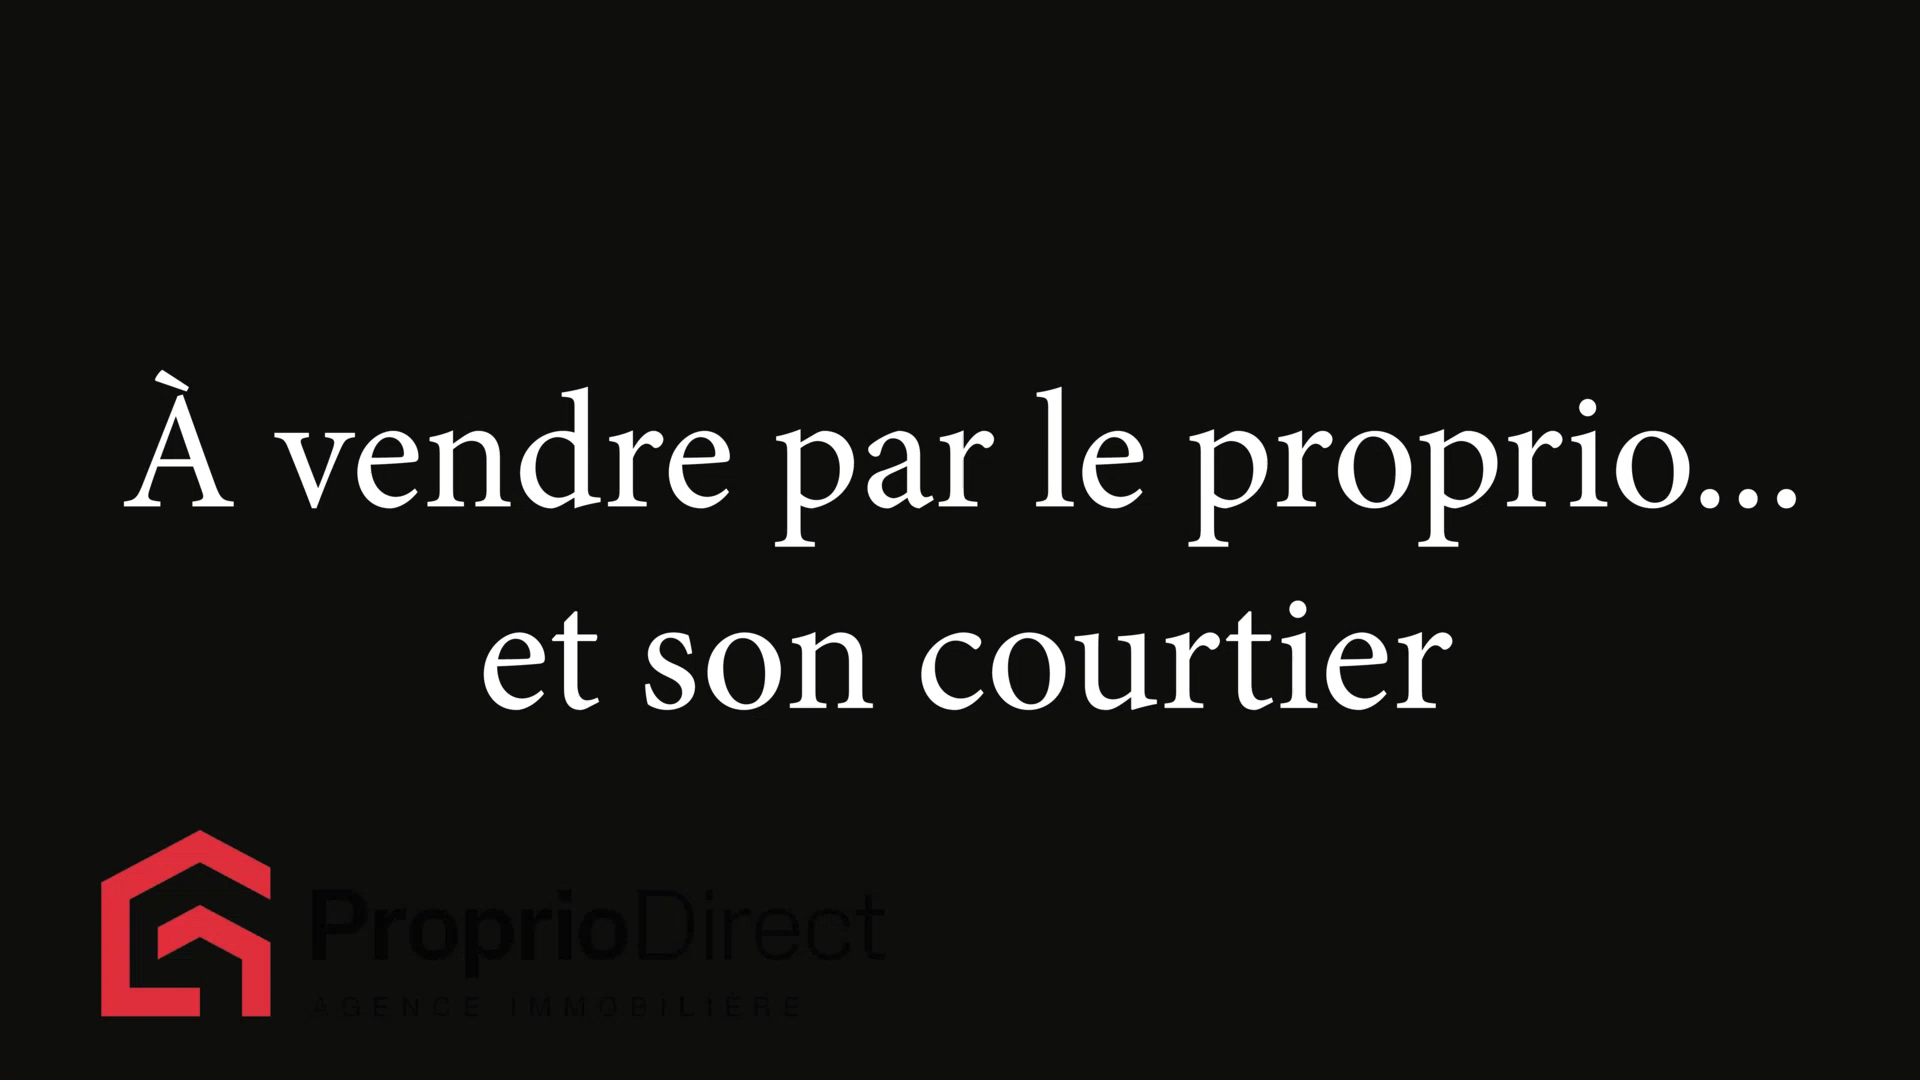 À vendre par le proprio...
et son courtier
ProprioDirect
AGENCE IMMOBILIÈRE